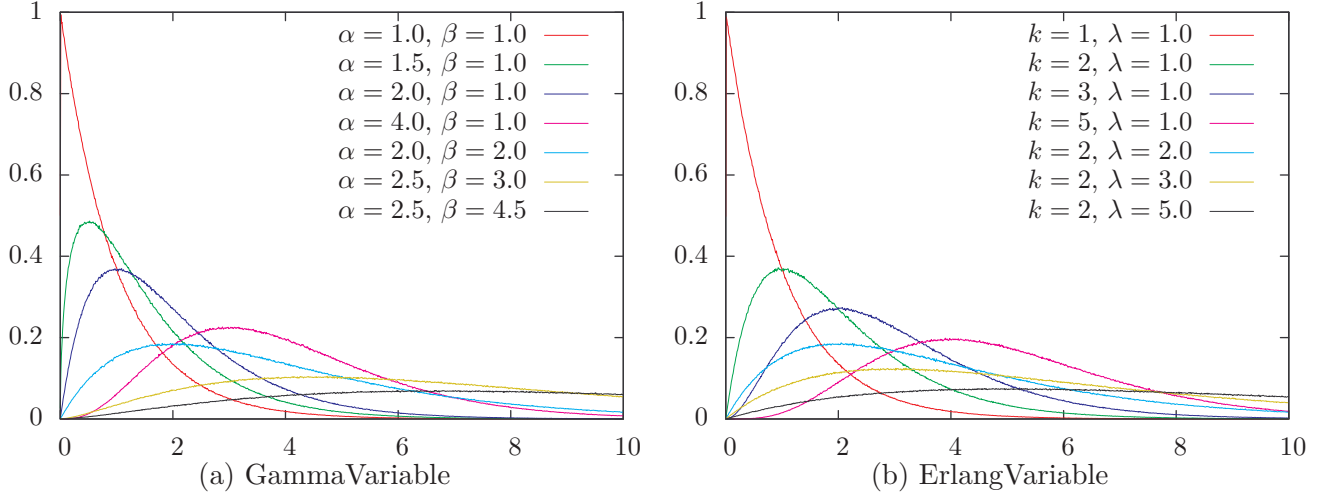 1
0.8
0.6
0.4
0.2
0
0 2 4 6 8 10
α = 1.0, β = 1.0
α = 1.5, β = 1.0
α = 2.0, β = 1.0
α = 4.0, β = 1.0
α = 2.0, β = 2.0
α = 2.5, β = 3.0
α = 2.5, β = 4.5
(a) GammaVariable
1
0.8
0.6
0.4
0.2
0
0 2 4 6 8 10
k = 1, λ = 1.0
k = 2, λ = 1.0
k = 3, λ = 1.0
k = 5, λ = 1.0
k = 2, λ = 2.0
k = 2, λ = 3.0
k = 2, λ = 5.0
(b) ErlangVariable